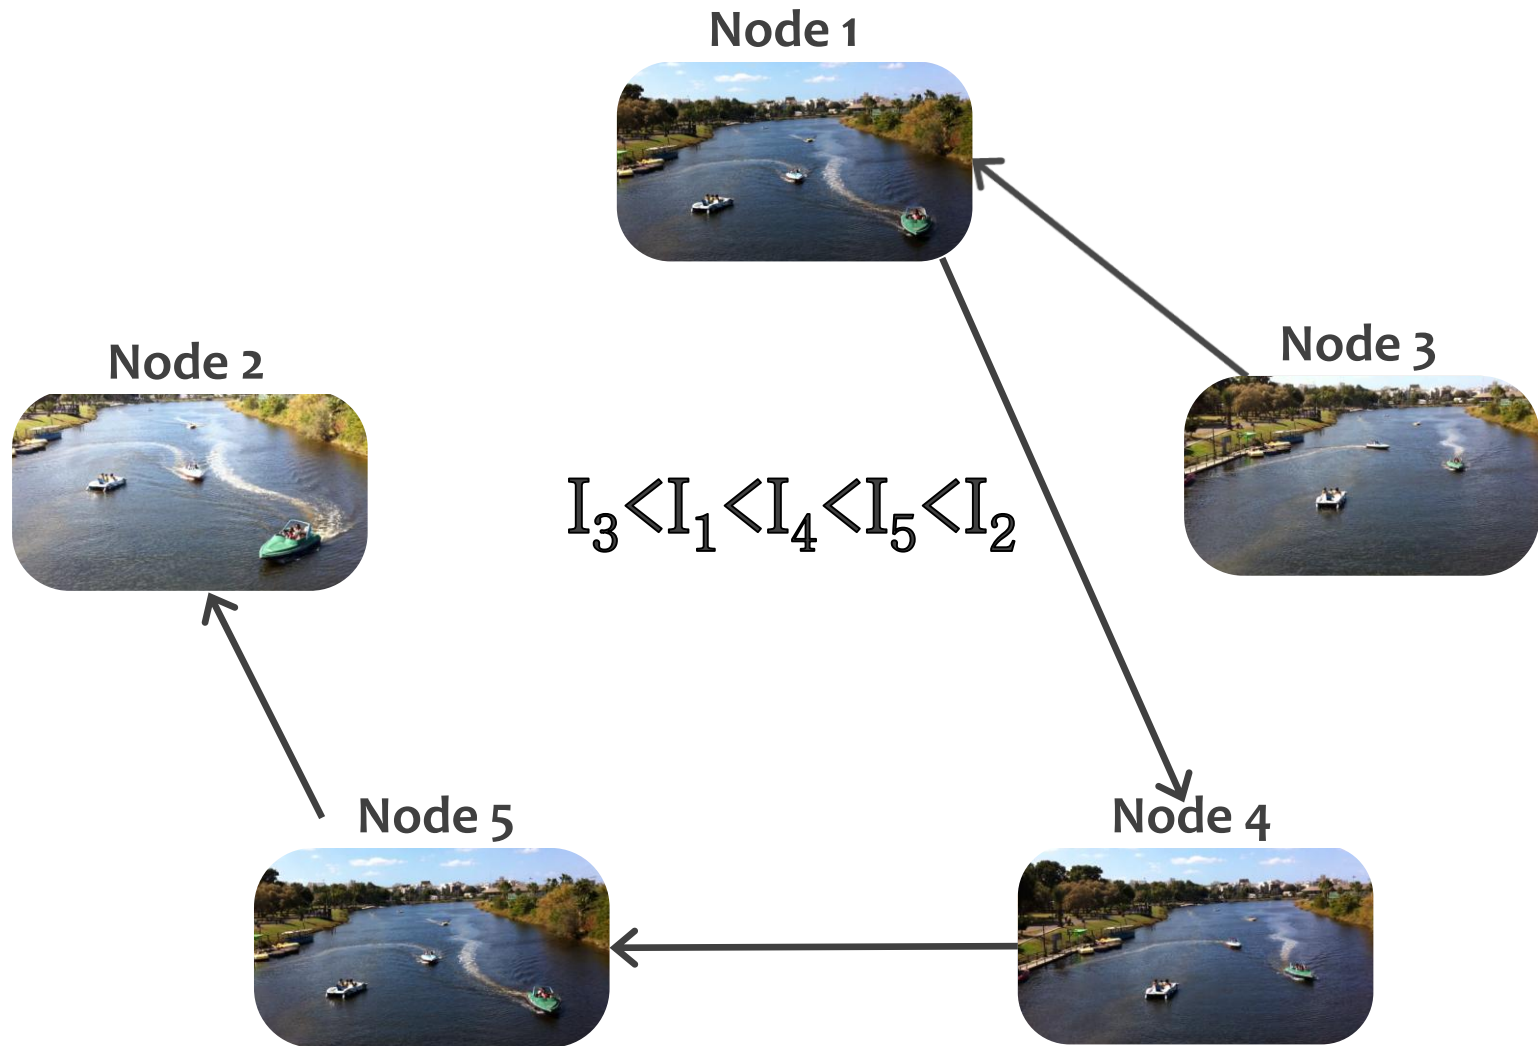 Node 1
Node 3
Node 2
I₃<I₁<I₄<I₅<I₂
Node 5
Node 4